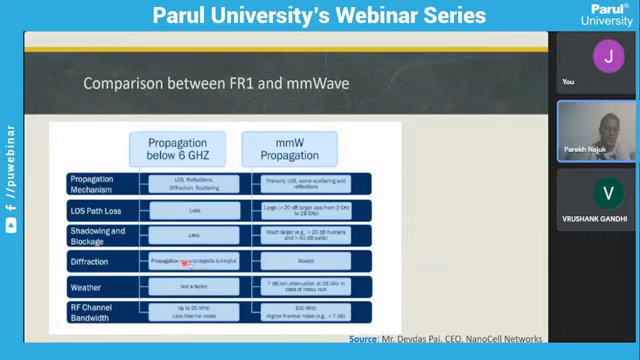 Parul University's Webinar Series
Parul®
University
f // /puwebinar
Comparison between FR1 and mmWave
Propagation
below 6 GHZ
mmW
Propagation
Propagation
Mechanism
LOS, Reflections,
Diffraction, Scattering
Primarily LOS, some scattering and
reflections
LOS Path Loss
Less
Large (> 20 dB larger loss from 2 GHz
to 28 GHz)
Shadowing and
Blockage
Less
Much larger (e.g., > 20 dB humans
and > 40 dB walls)
Diffraction
Propagation around objects is helpful
Weather
Not a factor
7 dB/km attenuation at 28 GHz in
case of heavy rain
RF Channel
Bandwidth
Up to 20 MHz,
Less thermal noise
100 MHz
Higher thermal noise (e.g., > 7 dB)
Source: Mr. Devdas Pai, CEO, NanoCell Networks
J
You
Parekh Najuk
V
VRUSHANK GANDHI